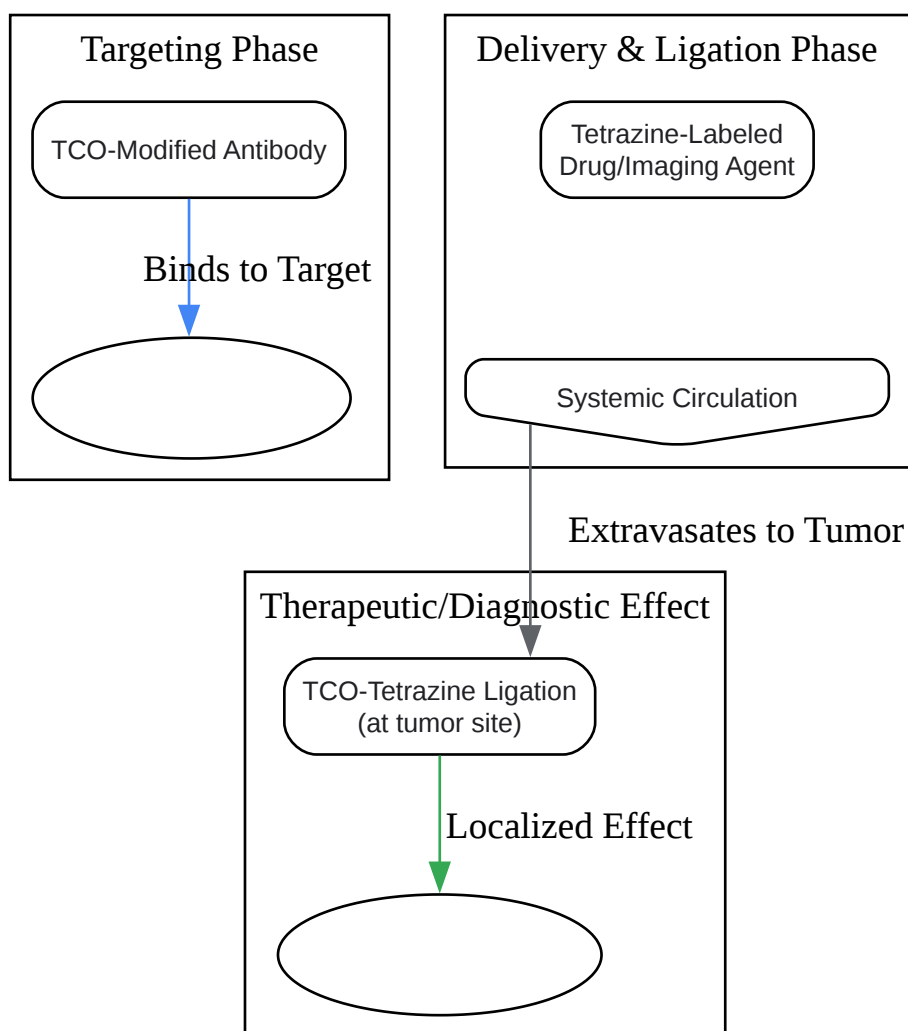 Targeting Phase
TCO-Modified Antibody
Binds to Target
Delivery & Ligation Phase
Tetrazine-Labeled
Drug/Imaging Agent
Systemic Circulation
Extravasates to Tumor
Therapeutic/Diagnostic Effect
TCO-Tetrazine Ligation
(at tumor site)
Localized Effect